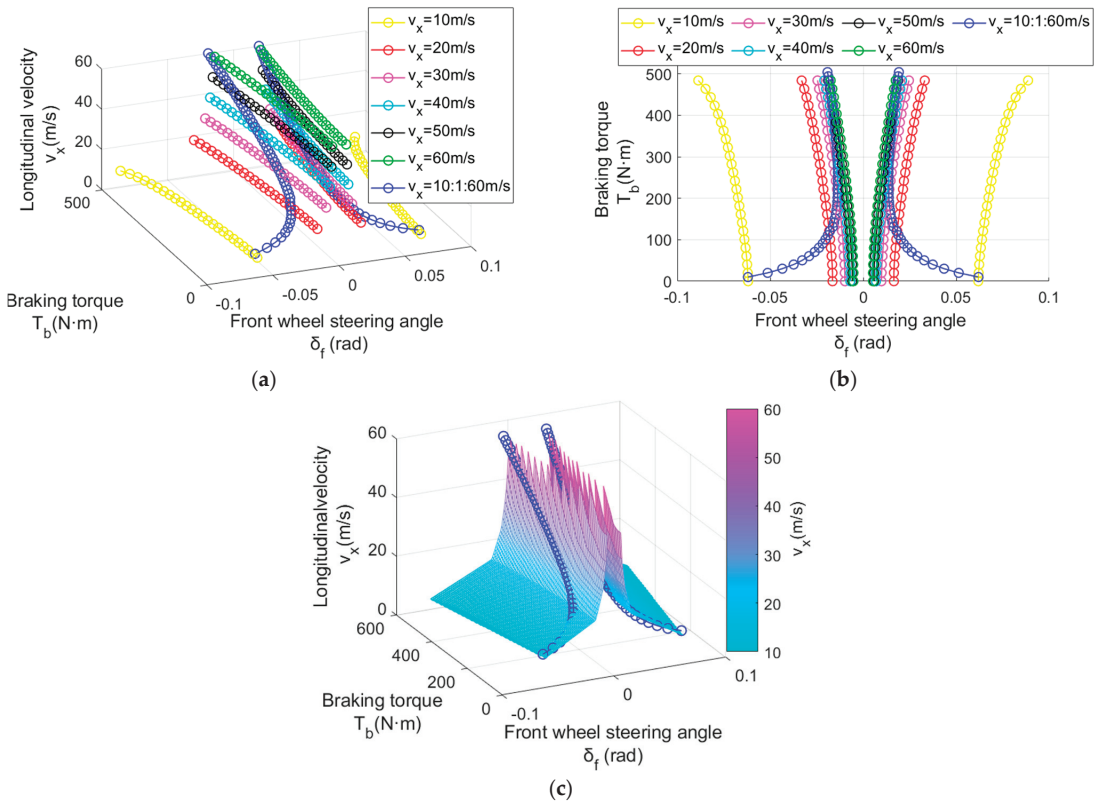 v_x=10m/s
v_x=20m/s
v_x=30m/s
v_x=40m/s
v_x=50m/s
v_x=60m/s
v_x=10:1:60m/s
Longitudinal velocity
v_x(m/s)
60
40
20
0
500
0
-0.1
-0.05
0
0.05
0.1
Braking torque
T_b(N·m)
Front wheel steering angle
δ_f (rad)
(a)
v_x=10m/s v_x=30m/s v_x=50m/s v_x=10:1:60m/s
v_x=20m/s v_x=40m/s v_x=60m/s
Braking torque
T_b(N·m)
500
400
300
200
100
0
-0.1 -0.05 0 0.05 0.1
Front wheel steering angle
δ_f (rad)
(b)
Longitudinalvelocity
v_x(m/s)
60
40
20
0
600
400
200
0
-0.1
0
0.1
Braking torque
T_b(N·m)
Front wheel steering angle
δ_f (rad)
60
50
40
30
20
10
v_x(m/s)
(c)